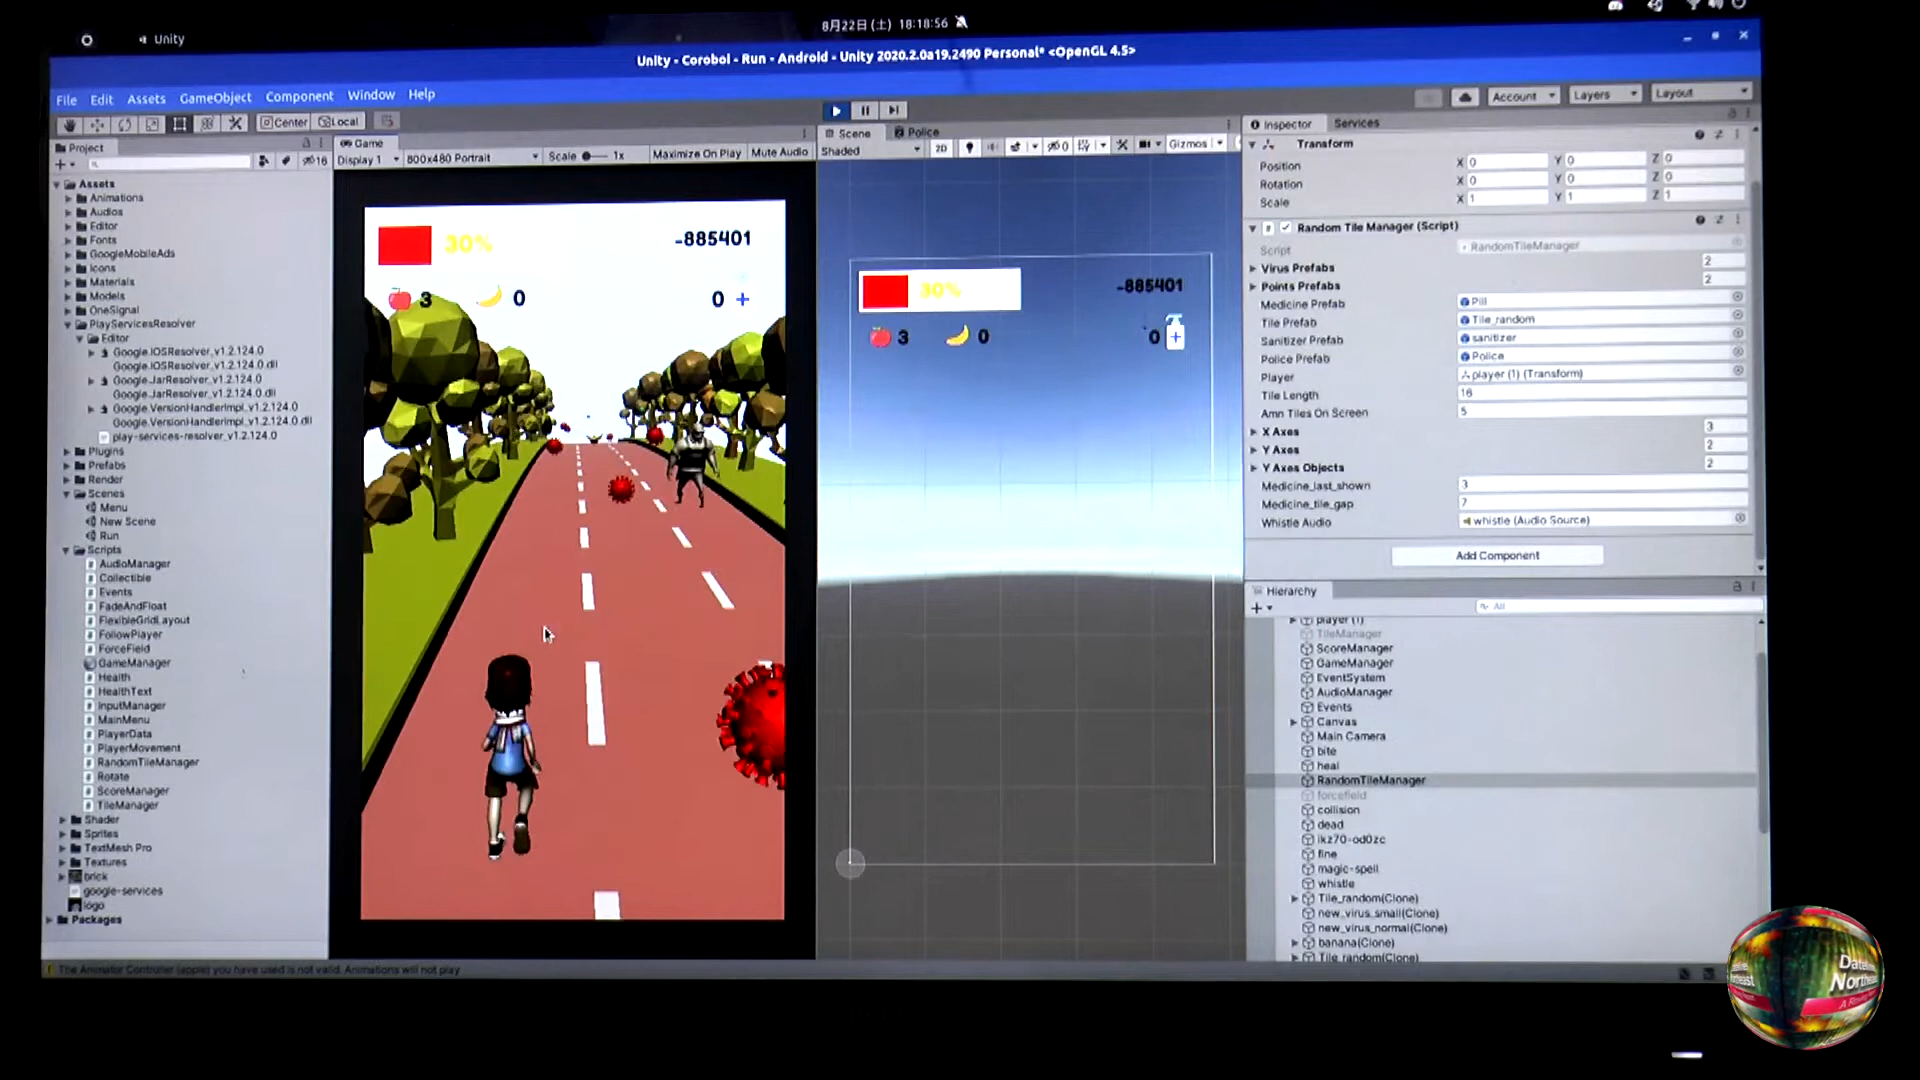 8月22日 (土) 18:18:56
Unity
Unity - Corobol - Run - Android - Unity 2020.2.0a19.2490 Personal* <OpenGL 4.5>
File Edit Assets GameObject Component Window Help
Account Layers Layout
Center Local
Project
16
Assets
Animations
Audios
Editor
Fonts
GoogleMobileAds
Icons
Materials
Models
OneSignal
PlayServicesResolver
Editor
Google.IOSResolver_v1.2.124.0
Google.IOSResolver_v1.2.124.0.dll
Google.JarResolver_v1.2.124.0
Google.JarResolver_v1.2.124.0.dll
Google.VersionHandlerImpl_v1.2.124.0
Google.VersionHandlerImpl_v1.2.124.0.dll
play-services-resolver_v1.2.124.0
Plugins
Prefabs
Render
Scenes
Menu
New Scene
Run
Scripts
AudioManager
Collectible
Events
FadeAndFloat
FlexibleGridLayout
FollowPlayer
ForceField
GameManager
Health
HealthText
InputManager
MainMenu
PlayerData
PlayerMovement
RandomTileManager
Rotate
ScoreManager
TileManager
Shader
Sprites
TextMesh Pro
Textures
brick
google-services
logo
Packages
The Animator Controller (apple) you have used is not valid. Animations will not play
Game
Display 1 800x480 Portrait Scale 1x Maximize On Play Mute Audio
30% -885401
3 0 0 +
Scene Police
Shaded 2D 0 Gizmos
30% -885401
3 0 0 +
Inspector Services
Transform
Position X 0 Y 0 Z 0
Rotation X 0 Y 0 Z 0
Scale X 1 Y 1 Z 1
Random Tile Manager (Script)
Script RandomTileManager
Virus Prefabs 2
Points Prefabs 2
Medicine Prefab Pill
Tile Prefab Tile_random
Sanitizer Prefab sanitizer
Police Prefab Police
Player player (1) (Transform)
Tile Length 16
Amn Tiles On Screen 5
X Axes 3
Y Axes 2
Y Axes Objects 2
Medicine_last_shown 3
Medicine_tile_gap 7
Whistle Audio whistle (Audio Source)
Add Component
Hierarchy
All
player (1)
TileManager
ScoreManager
GameManager
EventSystem
AudioManager
Events
Canvas
Main Camera
bite
heal
RandomTileManager
forcefield
collision
dead
ikz70-od0zc
fine
magic-spell
whistle
Tile_random(Clone)
new_virus_small(Clone)
new_virus_normal(Clone)
banana(Clone)
Tile_random(Clone)